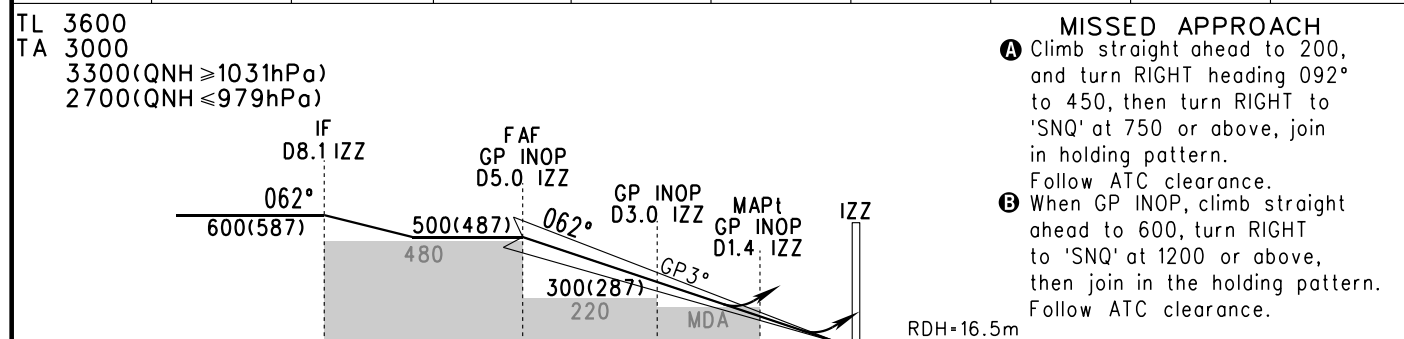 TL 3600
TA 3000
3300(QNH ≥1031hPa)
2700(QNH ≤979hPa)
IF
D8.1 IZZ
FAF
GP INOP
D5.0 IZZ
GP INOP
D3.0 IZZ
MAPt
GP INOP
D1.4 IZZ
IZZ
062°
600(587)
500(487)
480
062°
GP3°
300(287)
220
MDA
RDH=16.5m
MISSED APPROACH
A Climb straight ahead to 200,
and turn RIGHT heading 092°
to 450, then turn RIGHT to
'SNQ' at 750 or above, join
in holding pattern.
Follow ATC clearance.
B When GP INOP, climb straight
ahead to 600, turn RIGHT
to 'SNQ' at 1200 or above,
then join in the holding pattern.
Follow ATC clearance.